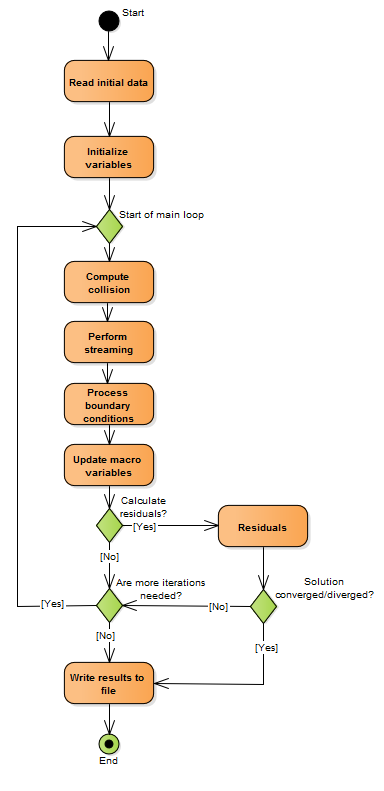 Start
Read initial data
Initialize
variables
Start of main loop
Compute
collision
Perform
streaming
Process
boundary
conditions
Update macro
variables
Calculate
residuals?
[Yes]
Residuals
[No]
Are more iterations
needed?
Solution
converged/diverged?
[Yes]
[No]
[No]
[Yes]
Write results to
file
End